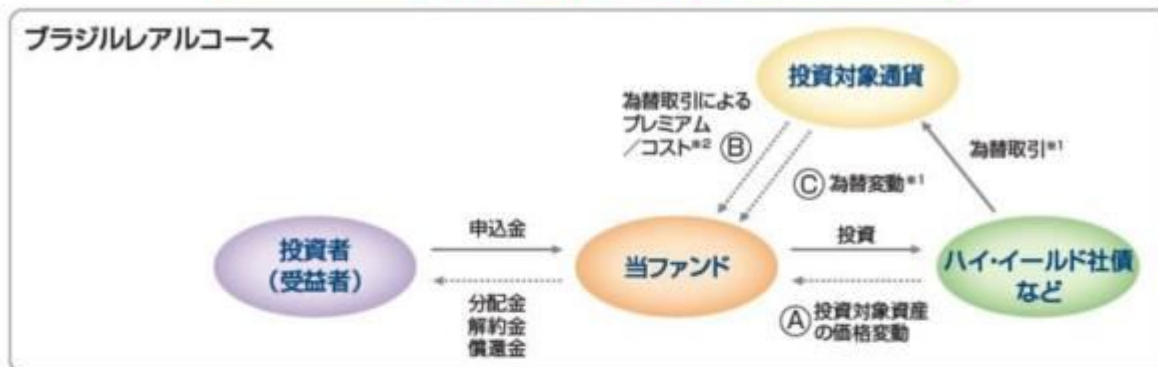 ブラジルレアルコース
投資対象通貨
為替取引による
プレミアム
／コスト※2 Ⓑ
為替取引※1
Ⓒ 為替変動※1
投資者
(受益者)
申込金
分配金
解約金
償還金
当ファンド
投資
Ⓐ 投資対象資産
の価格変動
ハイ・イールド社債
など